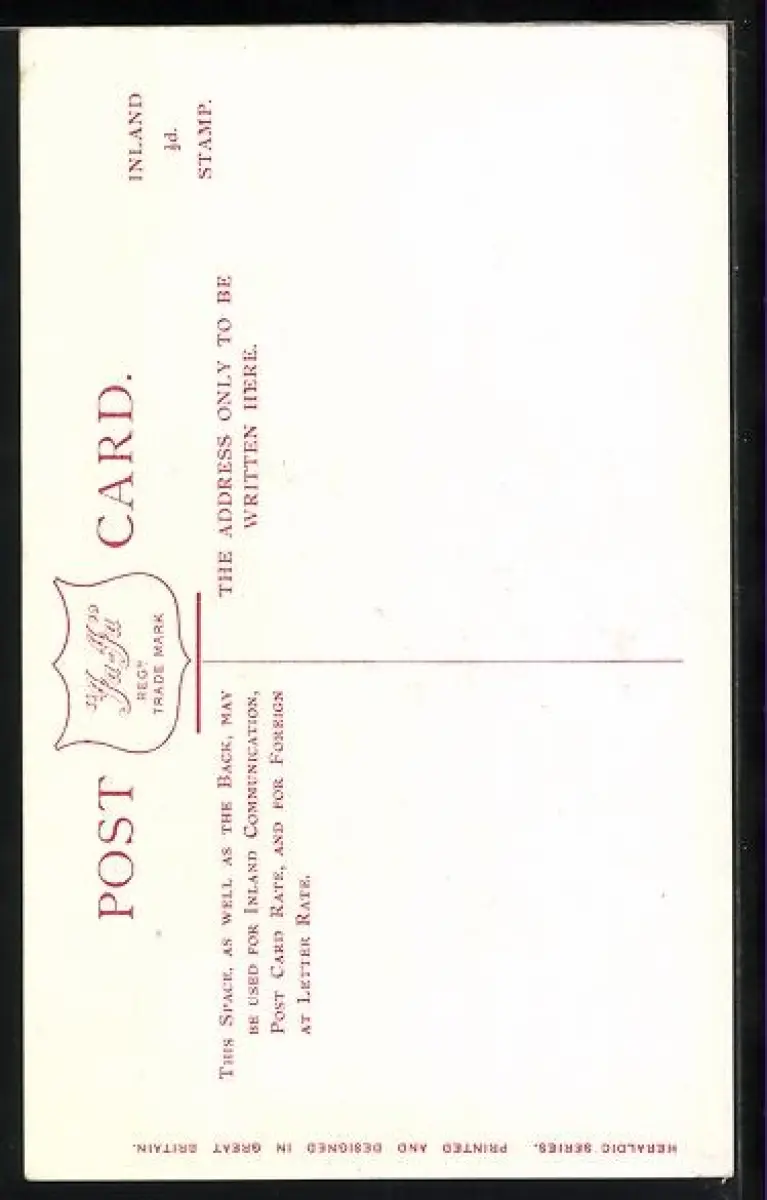 POST CARD.
"Ja-Ja"
REGD
TRADE MARK
INLAND
½d.
STAMP.
THIS SPACE, AS WELL AS THE BACK, MAY
BE USED FOR INLAND COMMUNICATION,
POST CARD RATE, AND FOR FOREIGN
AT LETTER RATE.
THE ADDRESS ONLY TO BE
WRITTEN HERE.
HERALDIC SERIES. PRINTED AND DESIGNED IN GREAT BRITAIN.